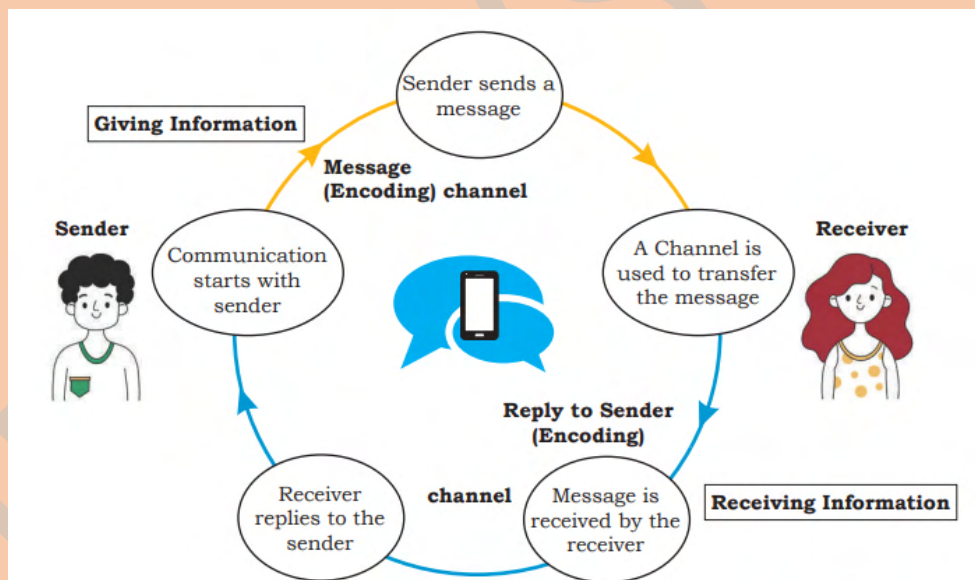 Sender sends a
message
Giving Information
Message
(Encoding) channel
Sender
Communication
starts with
sender
A Channel is
used to transfer
the message
Receiver
Reply to Sender
(Encoding)
Receiver
replies to the
sender
channel
Message is
received by the
receiver
Receiving Information